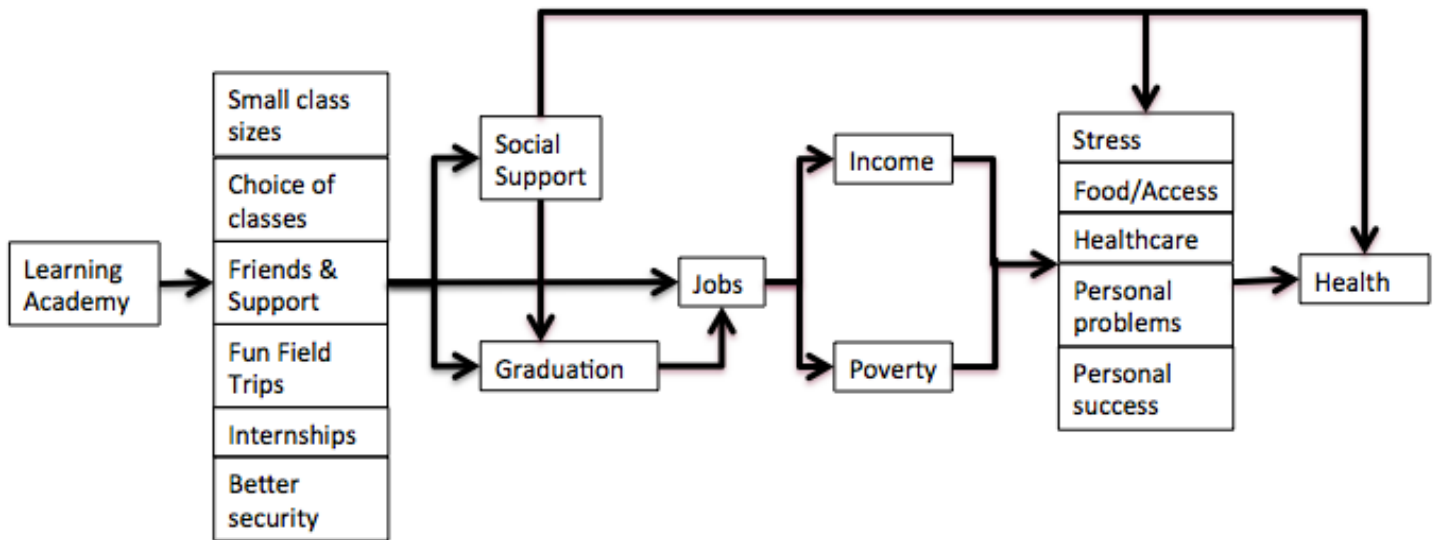 Learning
Academy
Small class
sizes
Choice of
classes
Friends &
Support
Fun Field
Trips
Internships
Better
security
Social
Support
Graduation
Jobs
Income
Poverty
Stress
Food/Access
Healthcare
Personal
problems
Personal
success
Health